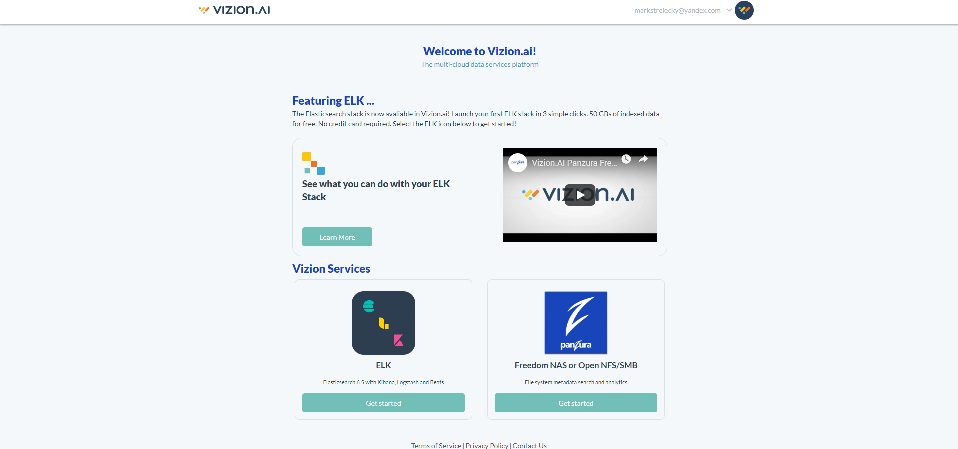 VIZION.AI
markstrelocky@yandex.com
Welcome to Vizion.ai!
The multi-cloud data services platform
Featuring ELK ...
The Elasticsearch stack is now available in Vizion.ai! Launch your first ELK stack in 3 simple clicks. 50 GBs of indexed data
for free. No credit card required. Select the ELK icon below to get started!
See what you can do with your ELK
Stack
Learn More
Vizion.AI Panzura Fre...
VIZION.AI
Vizion Services
panzura
ELK
Freedom NAS or Open NFS/SMB
Elasticsearch 6.5 with Kibana, Logstash and Beats
File system metadata search and analytics
Get started
Get started
Terms of Service | Privacy Policy | Contact Us